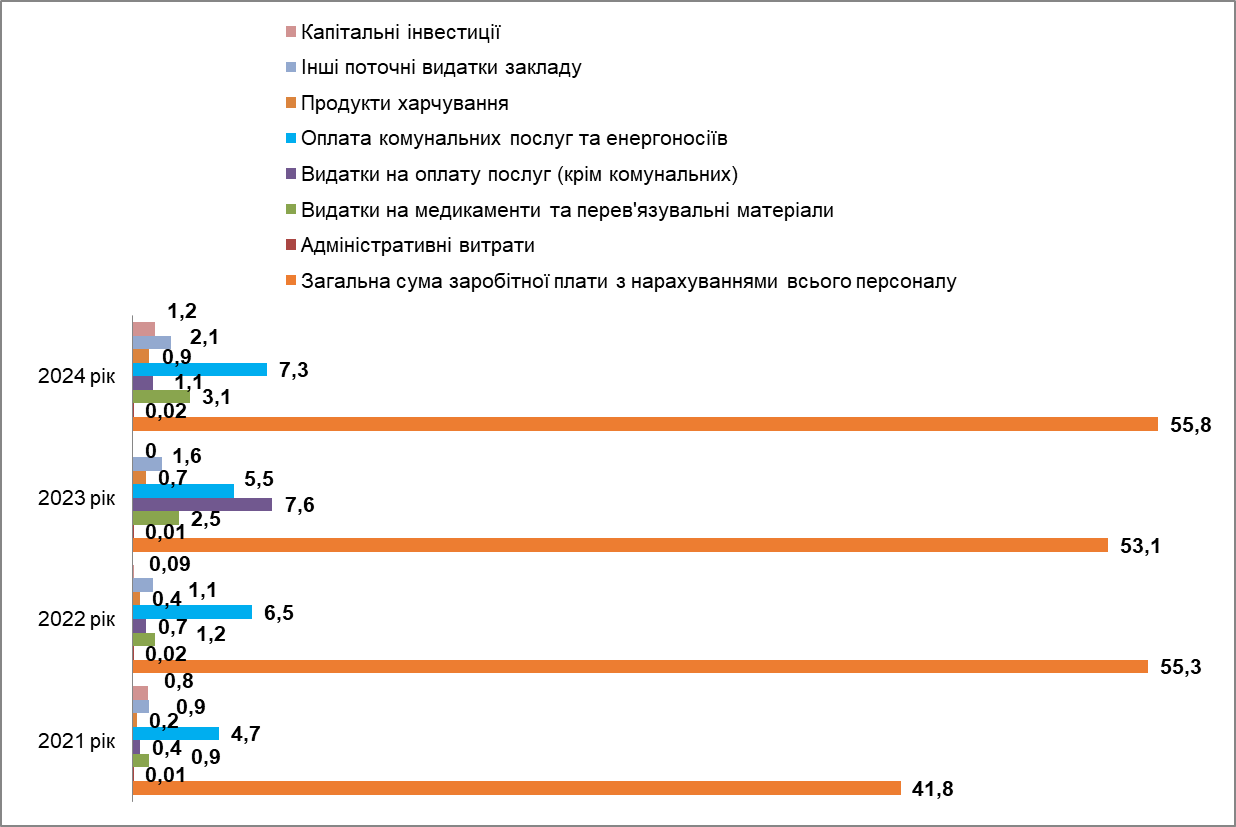 Капітальні інвестиції
Інші поточні видатки закладу
Продукти харчування
Оплата комунальних послуг та енергоносіїв
Видатки на оплату послуг (крім комунальних)
Видатки на медикаменти та перев'язувальні матеріали
Адміністративні витрати
Загальна сума заробітної плати з нарахуваннями всього персоналу
2024 рік
1,2
2,1
0,9
7,3
1,1
3,1
0,02
55,8
2023 рік
0
1,6
0,7
5,5
7,6
2,5
0,01
53,1
2022 рік
0,09
1,1
0,4
6,5
0,7
1,2
0,02
55,3
2021 рік
0,8
0,9
0,2
4,7
0,4
0,9
0,01
41,8